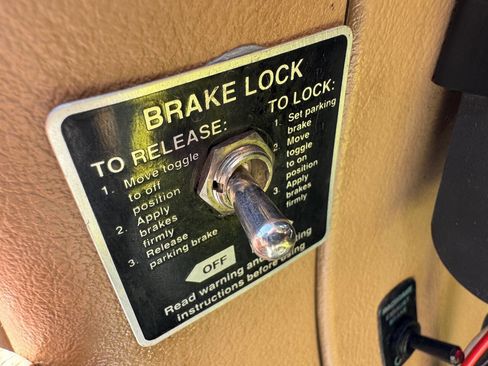 BRAKE LOCK
TO RELEASE:
1. Move toggle
to off
position
2. Apply
brakes
firmly
3. Release
parking brake
TO LOCK:
1. Set parking
brake
2. Move
toggle
to on
position
3. Apply
brakes
firmly
OFF
Read warning and
instructions before using